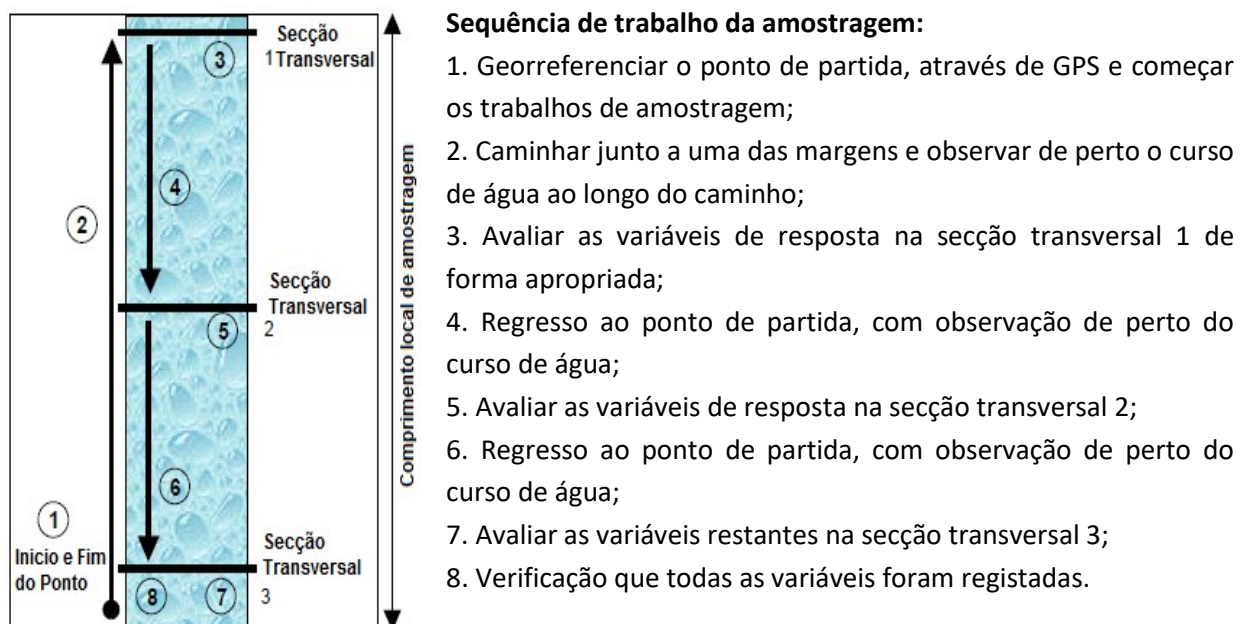 Secção
1Transversal
3
4
2
Secção
Transversal
2
5
6
1
Inicio e Fim
do Ponto
Secção
Transversal
3
8
7
Comprimento local de amostragem
Sequência de trabalho da amostragem:
1. Georreferenciar o ponto de partida, através de GPS e começar
os trabalhos de amostragem;
2. Caminhar junto a uma das margens e observar de perto o curso
de água ao longo do caminho;
3. Avaliar as variáveis de resposta na secção transversal 1 de
forma apropriada;
4. Regresso ao ponto de partida, com observação de perto do
curso de água;
5. Avaliar as variáveis de resposta na secção transversal 2;
6. Regresso ao ponto de partida, com observação de perto do
curso de água;
7. Avaliar as variáveis restantes na secção transversal 3;
8. Verificação que todas as variáveis foram registadas.